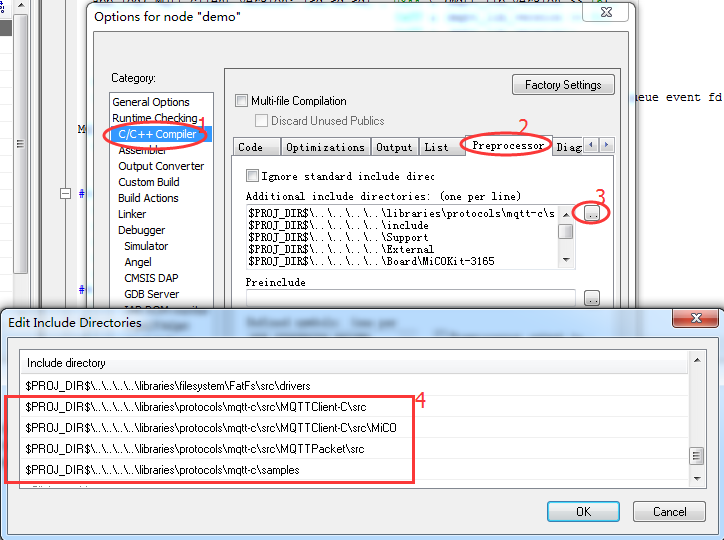 Options for node "demo"
ueue event fd
Category:
Factory Settings
General Options
Runtime Checking
C/C++ Compiler
Assembler
Output Converter
Custom Build
Build Actions
Linker
Debugger
Simulator
Angel
CMSIS DAP
GDB Server
1
Multi-file Compilation
Discard Unused Publics
2
Code
Optimizations
Output
List
Preprocessor
Diag
Ignore standard include direc
3
Additional include directories: (one per line)
$PROJ_DIR$\..\..\..\..\libraries\protocols\mqtt-c\s
$PROJ_DIR$\..\..\..\..\include
$PROJ_DIR$\..\..\..\..\Support
$PROJ_DIR$\..\..\..\..\External
$PROJ_DIR$\..\..\..\..\Board\MiCOKit-3165
..
Preinclude
..
Edit Include Directories
Include directory
$PROJ_DIR$\..\..\..\..\libraries\filesystem\FatFs\src\drivers
4
$PROJ_DIR$\..\..\..\..\libraries\protocols\mqtt-c\src\MQTTClient-C\src
$PROJ_DIR$\..\..\..\..\libraries\protocols\mqtt-c\src\MQTTClient-C\src\MiCO
$PROJ_DIR$\..\..\..\..\libraries\protocols\mqtt-c\src\MQTTPacket\src
$PROJ_DIR$\..\..\..\..\libraries\protocols\mqtt-c\samples
OK
Cancel